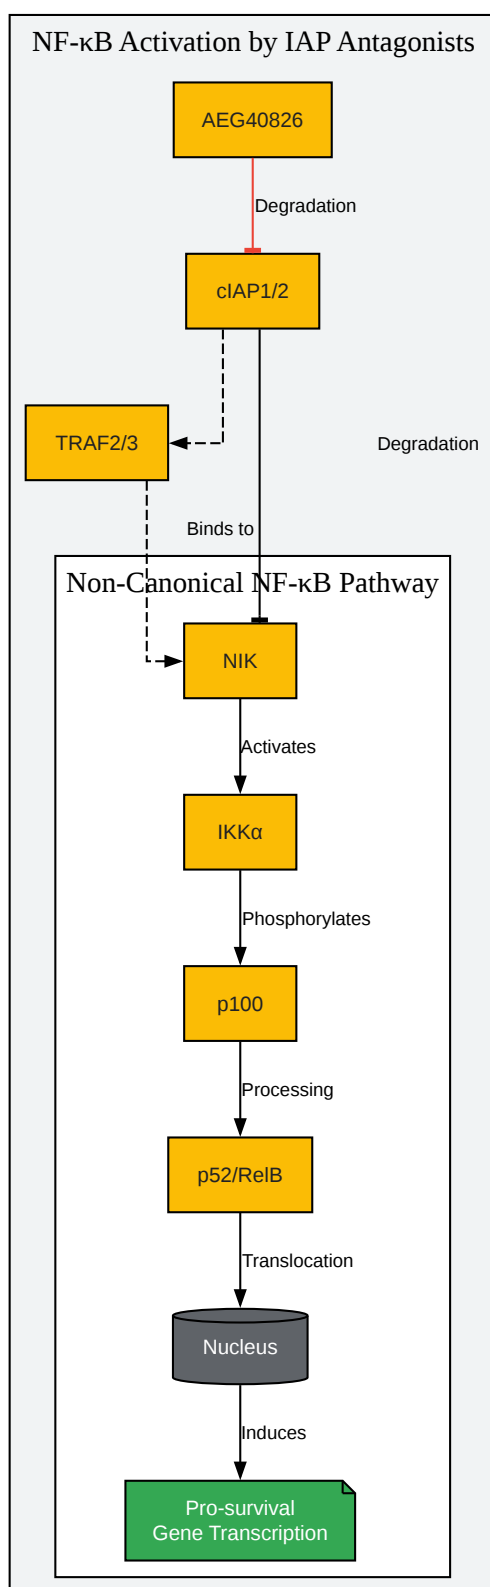 NF-κB Activation by IAP Antagonists
AEG40826
Degradation
cIAP1/2
TRAF2/3
Degradation
Binds to
Non-Canonical NF-κB Pathway
NIK
Activates
IKKα
Phosphorylates
p100
Processing
p52/RelB
Translocation
Nucleus
Induces
Pro-survival
Gene Transcription